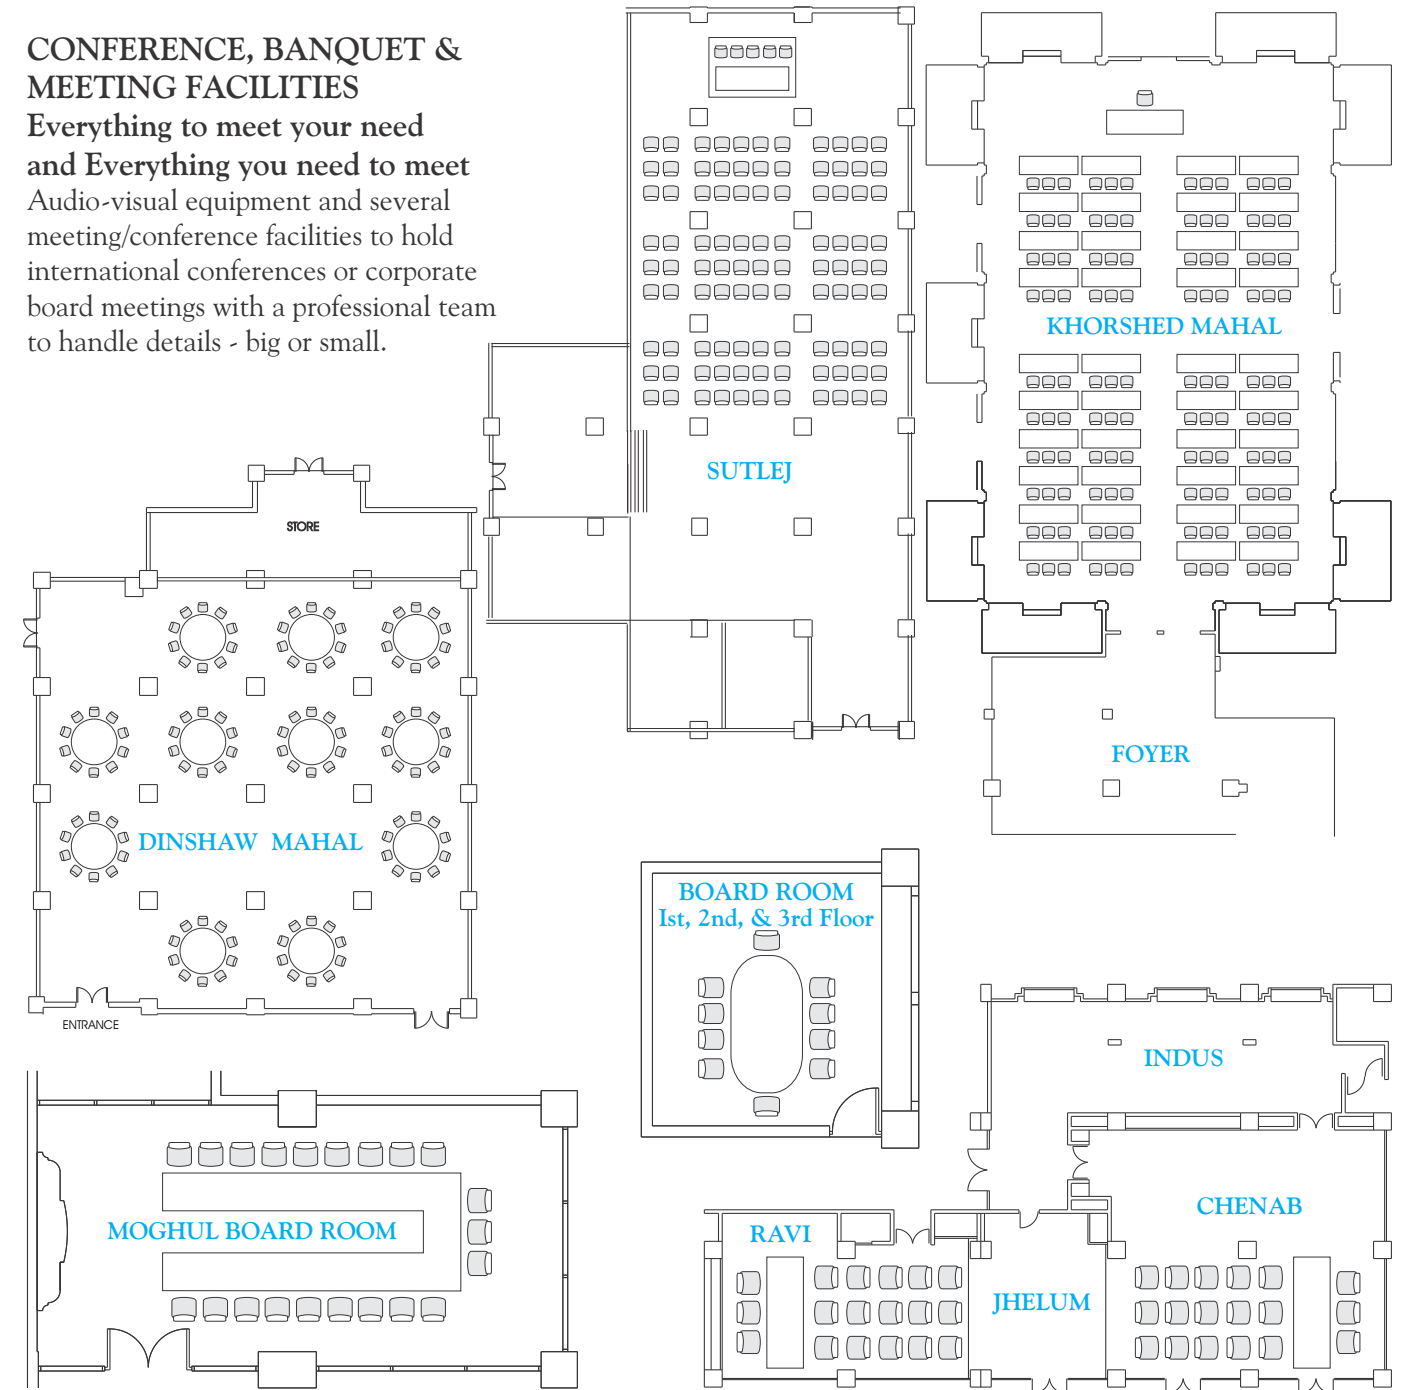 CONFERENCE, BANQUET &
MEETING FACILITIES
Everything to meet your need
and Everything you need to meet
Audio-visual equipment and several
meeting/conference facilities to hold
international conferences or corporate
board meetings with a professional team
to handle details - big or small.
KHORSHED MAHAL
SUTLEJ
STORE
FOYER
DINSHAW MAHAL
BOARD ROOM
Ist, 2nd, & 3rd Floor
ENTRANCE
INDUS
CHENAB
MOGHUL BOARD ROOM
RAVI
JHELUM